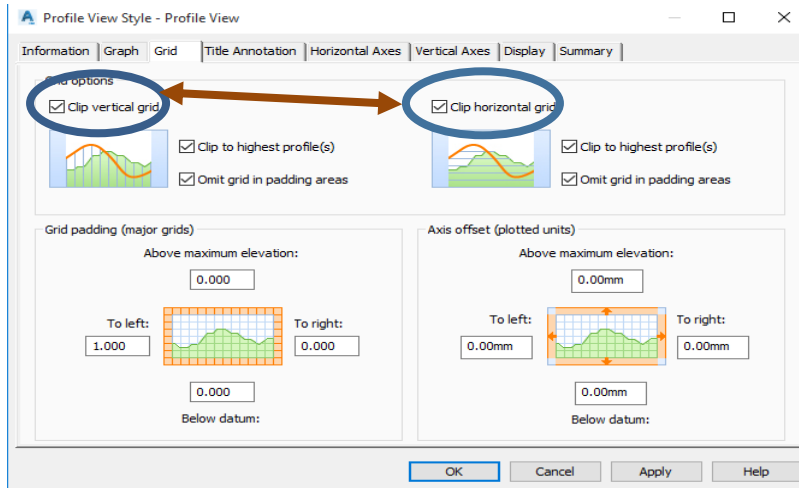 Profile View Style - Profile View
Information Graph Grid Title Annotation Horizontal Axes Vertical Axes Display Summary
Grid options
Clip vertical grid
Clip horizontal grid
Clip to highest profile(s)
Clip to highest profile(s)
Omit grid in padding areas
Omit grid in padding areas
Grid padding (major grids)
Above maximum elevation:
0.000
To left:
1.000
To right:
0.000
0.000
Below datum:
Axis offset (plotted units)
Above maximum elevation:
0.00mm
To left:
0.00mm
To right:
0.00mm
0.00mm
Below datum:
OK Cancel Apply Help